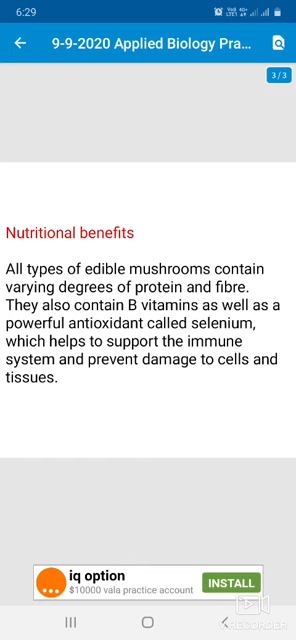 6:29
VoB 4G+
LTE1
9-9-2020 Applied Biology Pra...
3/3
Nutritional benefits
All types of edible mushrooms contain
varying degrees of protein and fibre.
They also contain B vitamins as well as a
powerful antioxidant called selenium,
which helps to support the immune
system and prevent damage to cells and
tissues.
iq option
$10000 vala practice account
INSTALL
RECORDER